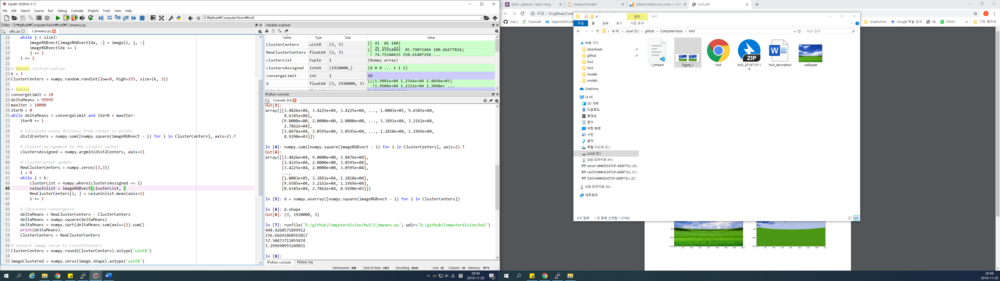 Spyder (Python 3.7)
File Edit Search Source Run Debug Consoles Projects Tools View Help
D:₩github₩ComputerVision₩hw5
Editor - D:₩github₩ComputerVision₩hw5₩1_kmeans.py
utils.py 1_kmeans.py
16 while j < sizeJ:
17 imageRGBvect[imageRGBvectIdx, :] = image[i, j, :]
18 imageRGBvectIdx += 1
19 j += 1
20 i += 1
21
22 # Kmeans initialization
23 k = 3
24 ClusterCenters = numpy.random.randint(low=0, high=255, size=(k, 3))
25
26 # Kmeans
27 convergeLimit = 10
28 deltaMeans = 99999
29 maxIter = 10000
30 iterN = 0
31 while deltaMeans > convergeLimit and iterN < maxIter:
32 iterN += 1
33
34 # Calculate every distance from center to points
35 dist2Centers = numpy.sum([numpy.square(imageRGBvect - i) for i in ClusterCenters], axis=2).T
36
37 # Cluster assignment to the closest center
38 clustersAssigned = numpy.argmin(dist2Centers, axis=1)
39
40 # ClusterCenter update
41 NewClusterCenters = numpy.zeros((3,3))
42 i = 0
43 while i < k:
44 clusterList = numpy.where(clustersAssigned == i)
45 valueInlist = imageRGBvect[clusterList, ]
46 NewClusterCenters[i, ] = valueInlist.mean(axis=1)
47 i += 1
48
49 # Calculate convergence
50 deltaMeans = NewClusterCenters - ClusterCenters
51 deltaMeans = numpy.square(deltaMeans)
52 deltaMeans = numpy.sqrt(deltaMeans.sum(axis=1)).sum()
53 print(deltaMeans)
54 ClusterCenters = NewClusterCenters
55
56 # Convert image value to ClusterCenters
57 ClusterCenters = numpy.round(ClusterCenters).astype('uint8')
58
59 imageClustered = numpy.zeros(image.shape).astype('uint8')
Variable explorer
Name Type Size Value
ClusterCenters uint8 (3, 3) [[ 41 86 180]
[ 75 151 23]
NewClusterCenters float64 (3, 3) [[ 41.43914092 85.79071404 180.46477824]
[ 74.75140433 150.61407294 ...
clusterList tuple 1 (Numpy array)
clustersAssigned int64 (1920000,) [0 0 0 ... 1 1 1]
convergeLimit int 1 10
d float64 (3, 1920000, 3) [[[1.9881e+04 1.2544e+04 2.4010e+03]
[1.9600e+04 1.2321e+04 2.3040e+ ...
IPython console
Console 3/A
Out[3]:
array([[3.4826e+04, 3.4225e+04, 3.4225e+04, ..., 1.0003e+05, 9.6585e+04,
8.6345e+04],
[9.0000e+00, 2.0000e+00, 2.0000e+00, ..., 3.3891e+04, 3.2162e+04,
2.7862e+04],
[3.0476e+04, 3.0595e+04, 3.0595e+04, ..., 1.2810e+04, 1.1969e+04,
8.9290e+03]])
In [4]: numpy.sum([numpy.square(imageRGBvect - i) for i in ClusterCenters], axis=2).T
Out[4]:
array([[3.4826e+04, 9.0000e+00, 3.0476e+04],
[3.4225e+04, 2.0000e+00, 3.0595e+04],
[3.4225e+04, 2.0000e+00, 3.0595e+04],
...,
[1.0003e+05, 3.3891e+04, 1.2810e+04],
[9.6585e+04, 3.2162e+04, 1.1969e+04],
[8.6345e+04, 2.7862e+04, 8.9290e+03]])
In [5]: d = numpy.asarray([numpy.square(imageRGBvect - i) for i in ClusterCenters])
In [6]: d.shape
Out[6]: (3, 1920000, 3)
In [7]: runfile('D:/github/ComputerVision/hw5/1_kmeans.py', wdir='D:/github/ComputerVision/hw5')
444.4260571899912
156.66691860565817
57.50473711055874
5.299690955249031
In [8]:
IPython console History log
Permissions: RW End-of-lines: CRLF Encoding: ASCII Line: 45 Column: 50 Memory: 46 %
A 20:49
2019-11-25
Slack | general | Seok Hong research/model/ sklearn.metrics.roc_curve — sci hw5.pdf
파일 | D:/github/Com
cutz-j OverLeaf PapersWithCod GradSchool Google 학술 검색 lib ENDIC » 기타 북마크
관리 hw5
파일 홈 공유 보기 사진 도구
내 PC > Local (D:) > github > ComputerVision > hw5 hw5 검색
바로 가기
downloads
github
hw2
hw5
models
models
OneDrive
내 PC
3D 개체
다운로드
동영상
문서
바탕 화면
사진
음악
로컬 디스크 (C:)
Local (D:)
USB 드라이브 (H:)
server1(₩₩DESKTOP-A8BP7SL) (X:)
cAUTH(₩₩DESKTOP-A8BP7SL) (Y:)
DASH(₩₩DESKTOP-A8BP7SL) (Z:)
USB 드라이브 (H:)
네트워크
1_kmeans Figure_1 hw5 hw5_201971011
9 hw5_description wallpaper
ZIP
6개 항목 1개 항목 선택함 1.07MB
20:49
2019-11-25